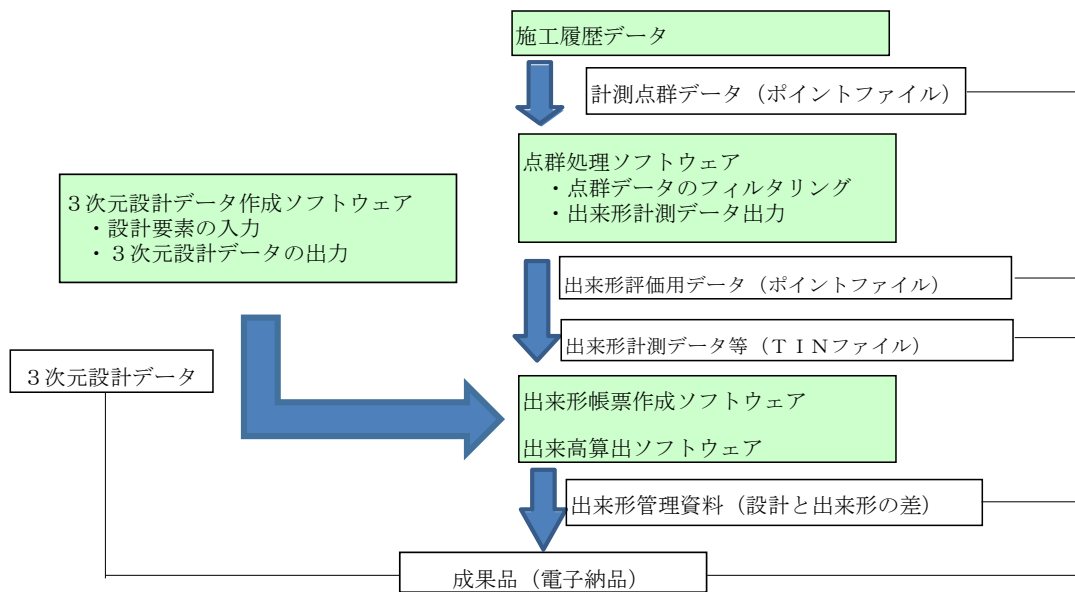 施工履歴データ
計測点群データ（ポイントファイル）
点群処理ソフトウェア
・点群データのフィルタリング
・出来形計測データ出力
３次元設計データ作成ソフトウェア
・設計要素の入力
・３次元設計データの出力
出来形評価用データ（ポイントファイル）
出来形計測データ等（ＴＩＮファイル）
３次元設計データ
出来形帳票作成ソフトウェア
出来高算出ソフトウェア
出来形管理資料（設計と出来形の差）
成果品（電子納品）